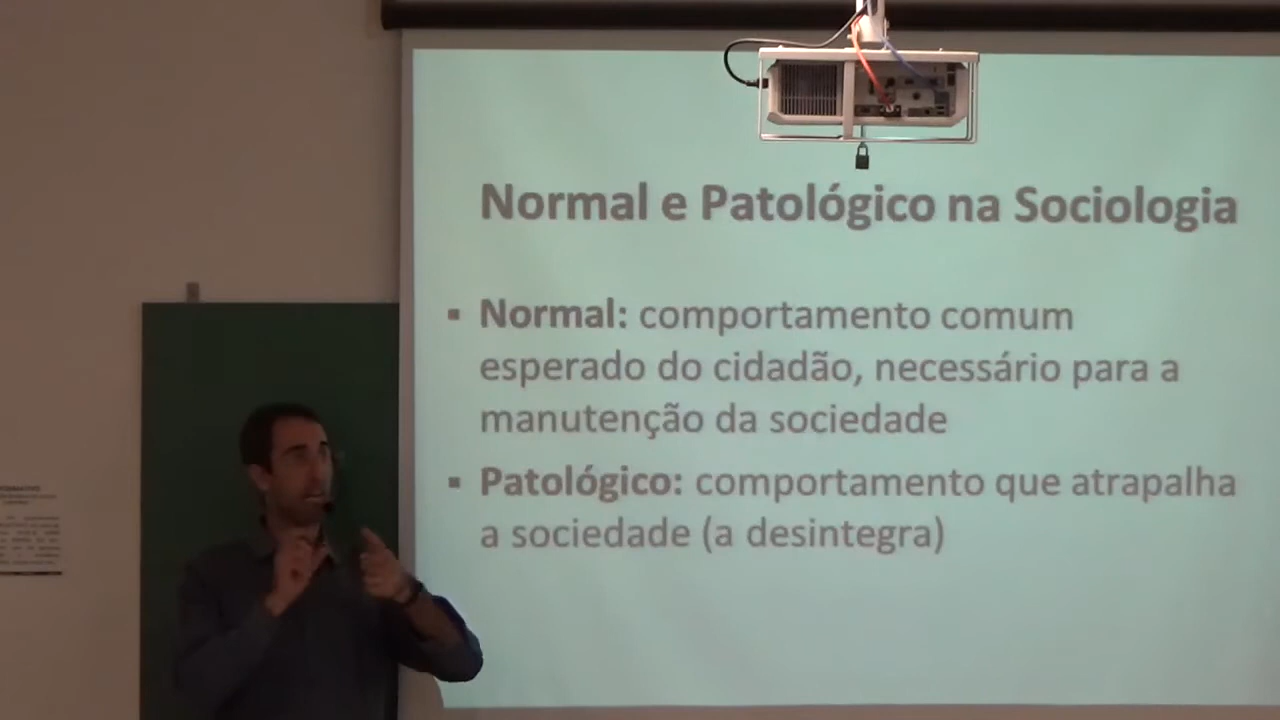 Normal e Patológico na Sociologia
▪ Normal: comportamento comum
esperado do cidadão, necessário para a
manutenção da sociedade
▪ Patológico: comportamento que atrapalha
a sociedade (a desintegra)